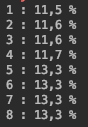 1 : 11,5 %
2 : 11,6 %
3 : 11,6 %
4 : 11,7 %
5 : 13,3 %
6 : 13,3 %
7 : 13,3 %
8 : 13,3 %